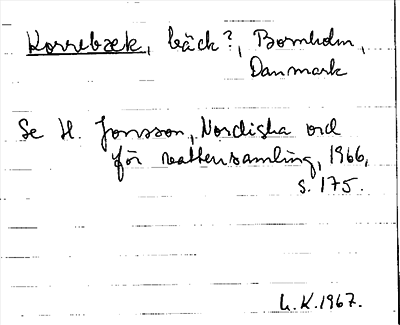 Korrebæk, bäck?, Bornholm,
Danmark
Se H. Jonsson, Nordiska ord
för vattensamling, 1966,
s. 175.
L. K. 1967.